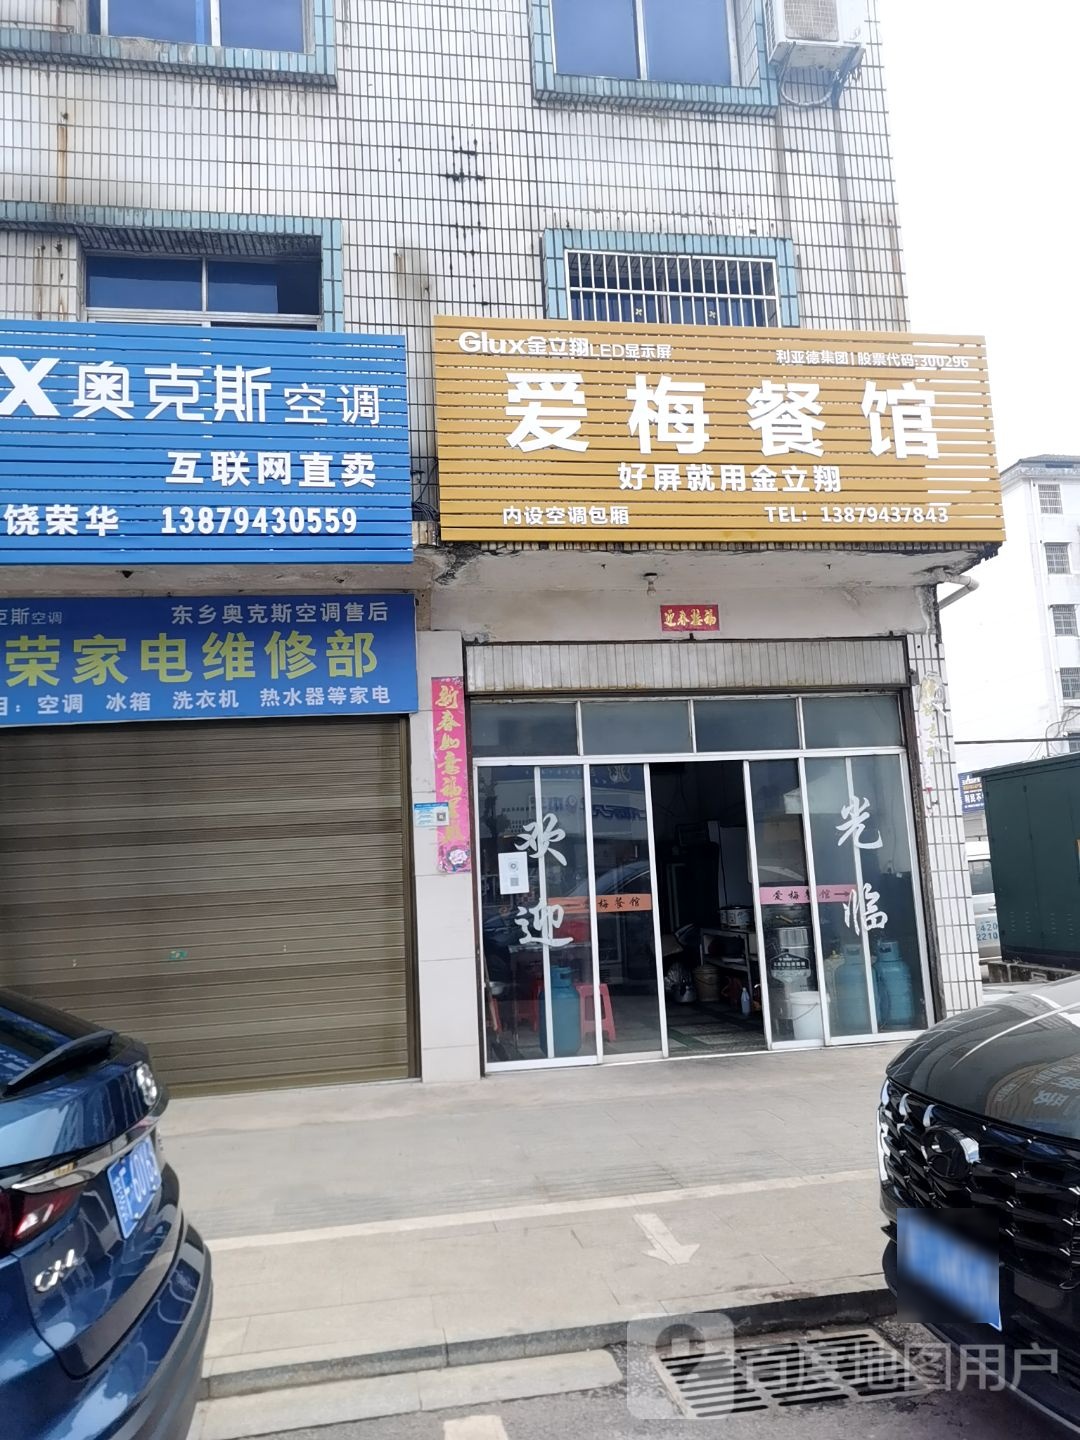 Glux金立翔LED显示屏
利亚德集团|股票代码:300296
爱梅餐馆
好屏就用金立翔
内设空调包厢 TEL: 13879437843
X奥克斯空调
互联网直卖
饶荣华 13879430559
克斯空调 东乡奥克斯空调售后
荣家电维修部
目：空调 冰箱 洗衣机 热水器等家电
迎春接福
新春如意福
欢迎
光临
梅餐馆
爱梅餐馆
百度地图用户